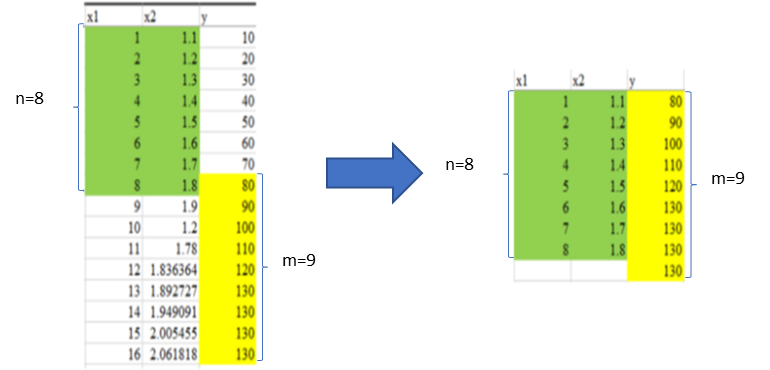 x1 x2 y
1 1.1 10
2 1.2 20
3 1.3 30
4 1.4 40
5 1.5 50
6 1.6 60
7 1.7 70
8 1.8 80
9 1.9 90
10 1.2 100
11 1.78 110
12 1.836364 120
13 1.892727 130
14 1.949091 130
15 2.005455 130
16 2.061818 130
n=8
m=9
x1 x2 y
1 1.1 80
2 1.2 90
3 1.3 100
4 1.4 110
5 1.5 120
6 1.6 130
7 1.7 130
8 1.8 130
130
n=8
m=9